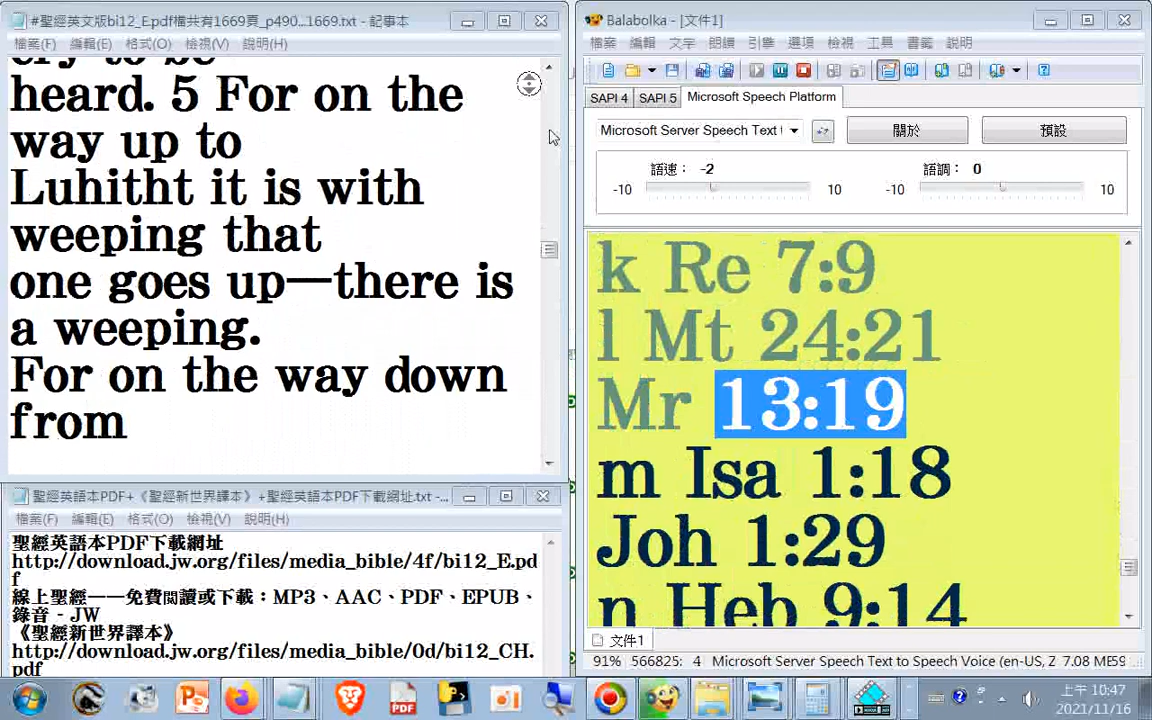 #聖經英文版bi12_E.pdf檔共有1669頁_p490...1669.txt - 記事本
檔案(F) 編輯(E) 格式(O) 檢視(V) 說明(H)
cry to be
heard. 5 For on the
way up to
Luhitht it is with
weeping that
one goes up—there is
a weeping.
For on the way down
from
聖經英語本PDF+《聖經新世界譯本》+聖經英語本PDF下載網址.txt -...
檔案(F) 編輯(E) 格式(O) 檢視(V) 說明(H)
聖經英語本PDF下載網址
http://download.jw.org/files/media_bible/4f/bi12_E.pd
f
線上聖經——免費閱讀或下載：MP3、AAC、PDF、EPUB、
錄音 - JW
《聖經新世界譯本》
http://download.jw.org/files/media_bible/0d/bi12_CH.
pdf
Balabolka - [文件1]
檔案 編輯 文字 朗讀 引擎 選項 檢視 工具 書籤 說明
SAPI 4 SAPI 5 Microsoft Speech Platform
Microsoft Server Speech Text t 關於 預設
語速： -2 語調： 0
-10 10 -10 10
k Re 7:9
l Mt 24:21
Mr 13:19
m Isa 1:18
Joh 1:29
n Heb 9:14
文件1
91% 566825: 4 Microsoft Server Speech Text to Speech Voice (en-US, Z 7.08 ME59
上午 10:47
2021/11/16